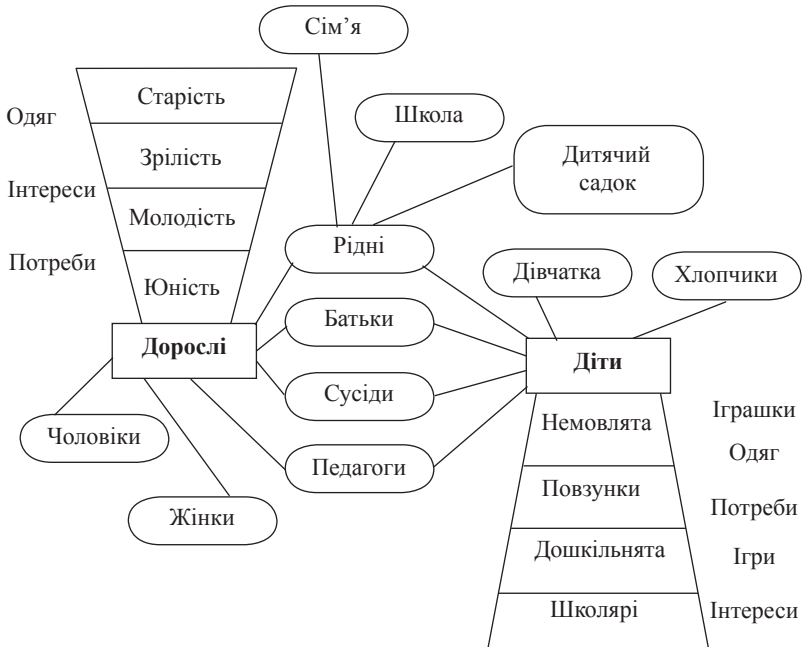 Сім’я
Старість
Школа
Одяг
Дитячий
садок
Зрілість
Інтереси
Молодість
Рідні
Потреби
Дівчатка
Хлопчики
Юність
Батьки
Дорослі
Діти
Сусіди
Немовлята
Іграшки
Чоловіки
Одяг
Педагоги
Повзунки
Потреби
Жінки
Дошкільнята
Ігри
Школярі
Інтереси